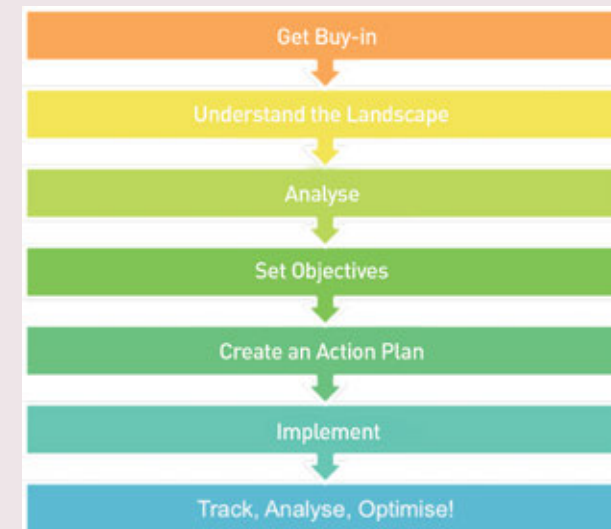 Get Buy-in
Understand the Landscape
Analyse
Set Objectives
Create an Action Plan
Implement
Track, Analyse, Optimise!